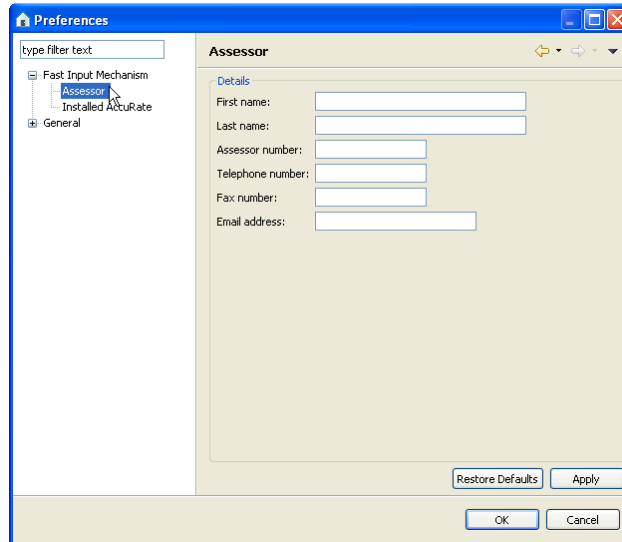 Preferences
type filter text
Fast Input Mechanism
Assessor
Installed AccuRate
General
Assessor
Details
First name:
Last name:
Assessor number:
Telephone number:
Fax number:
Email address:
Restore Defaults
Apply
OK
Cancel